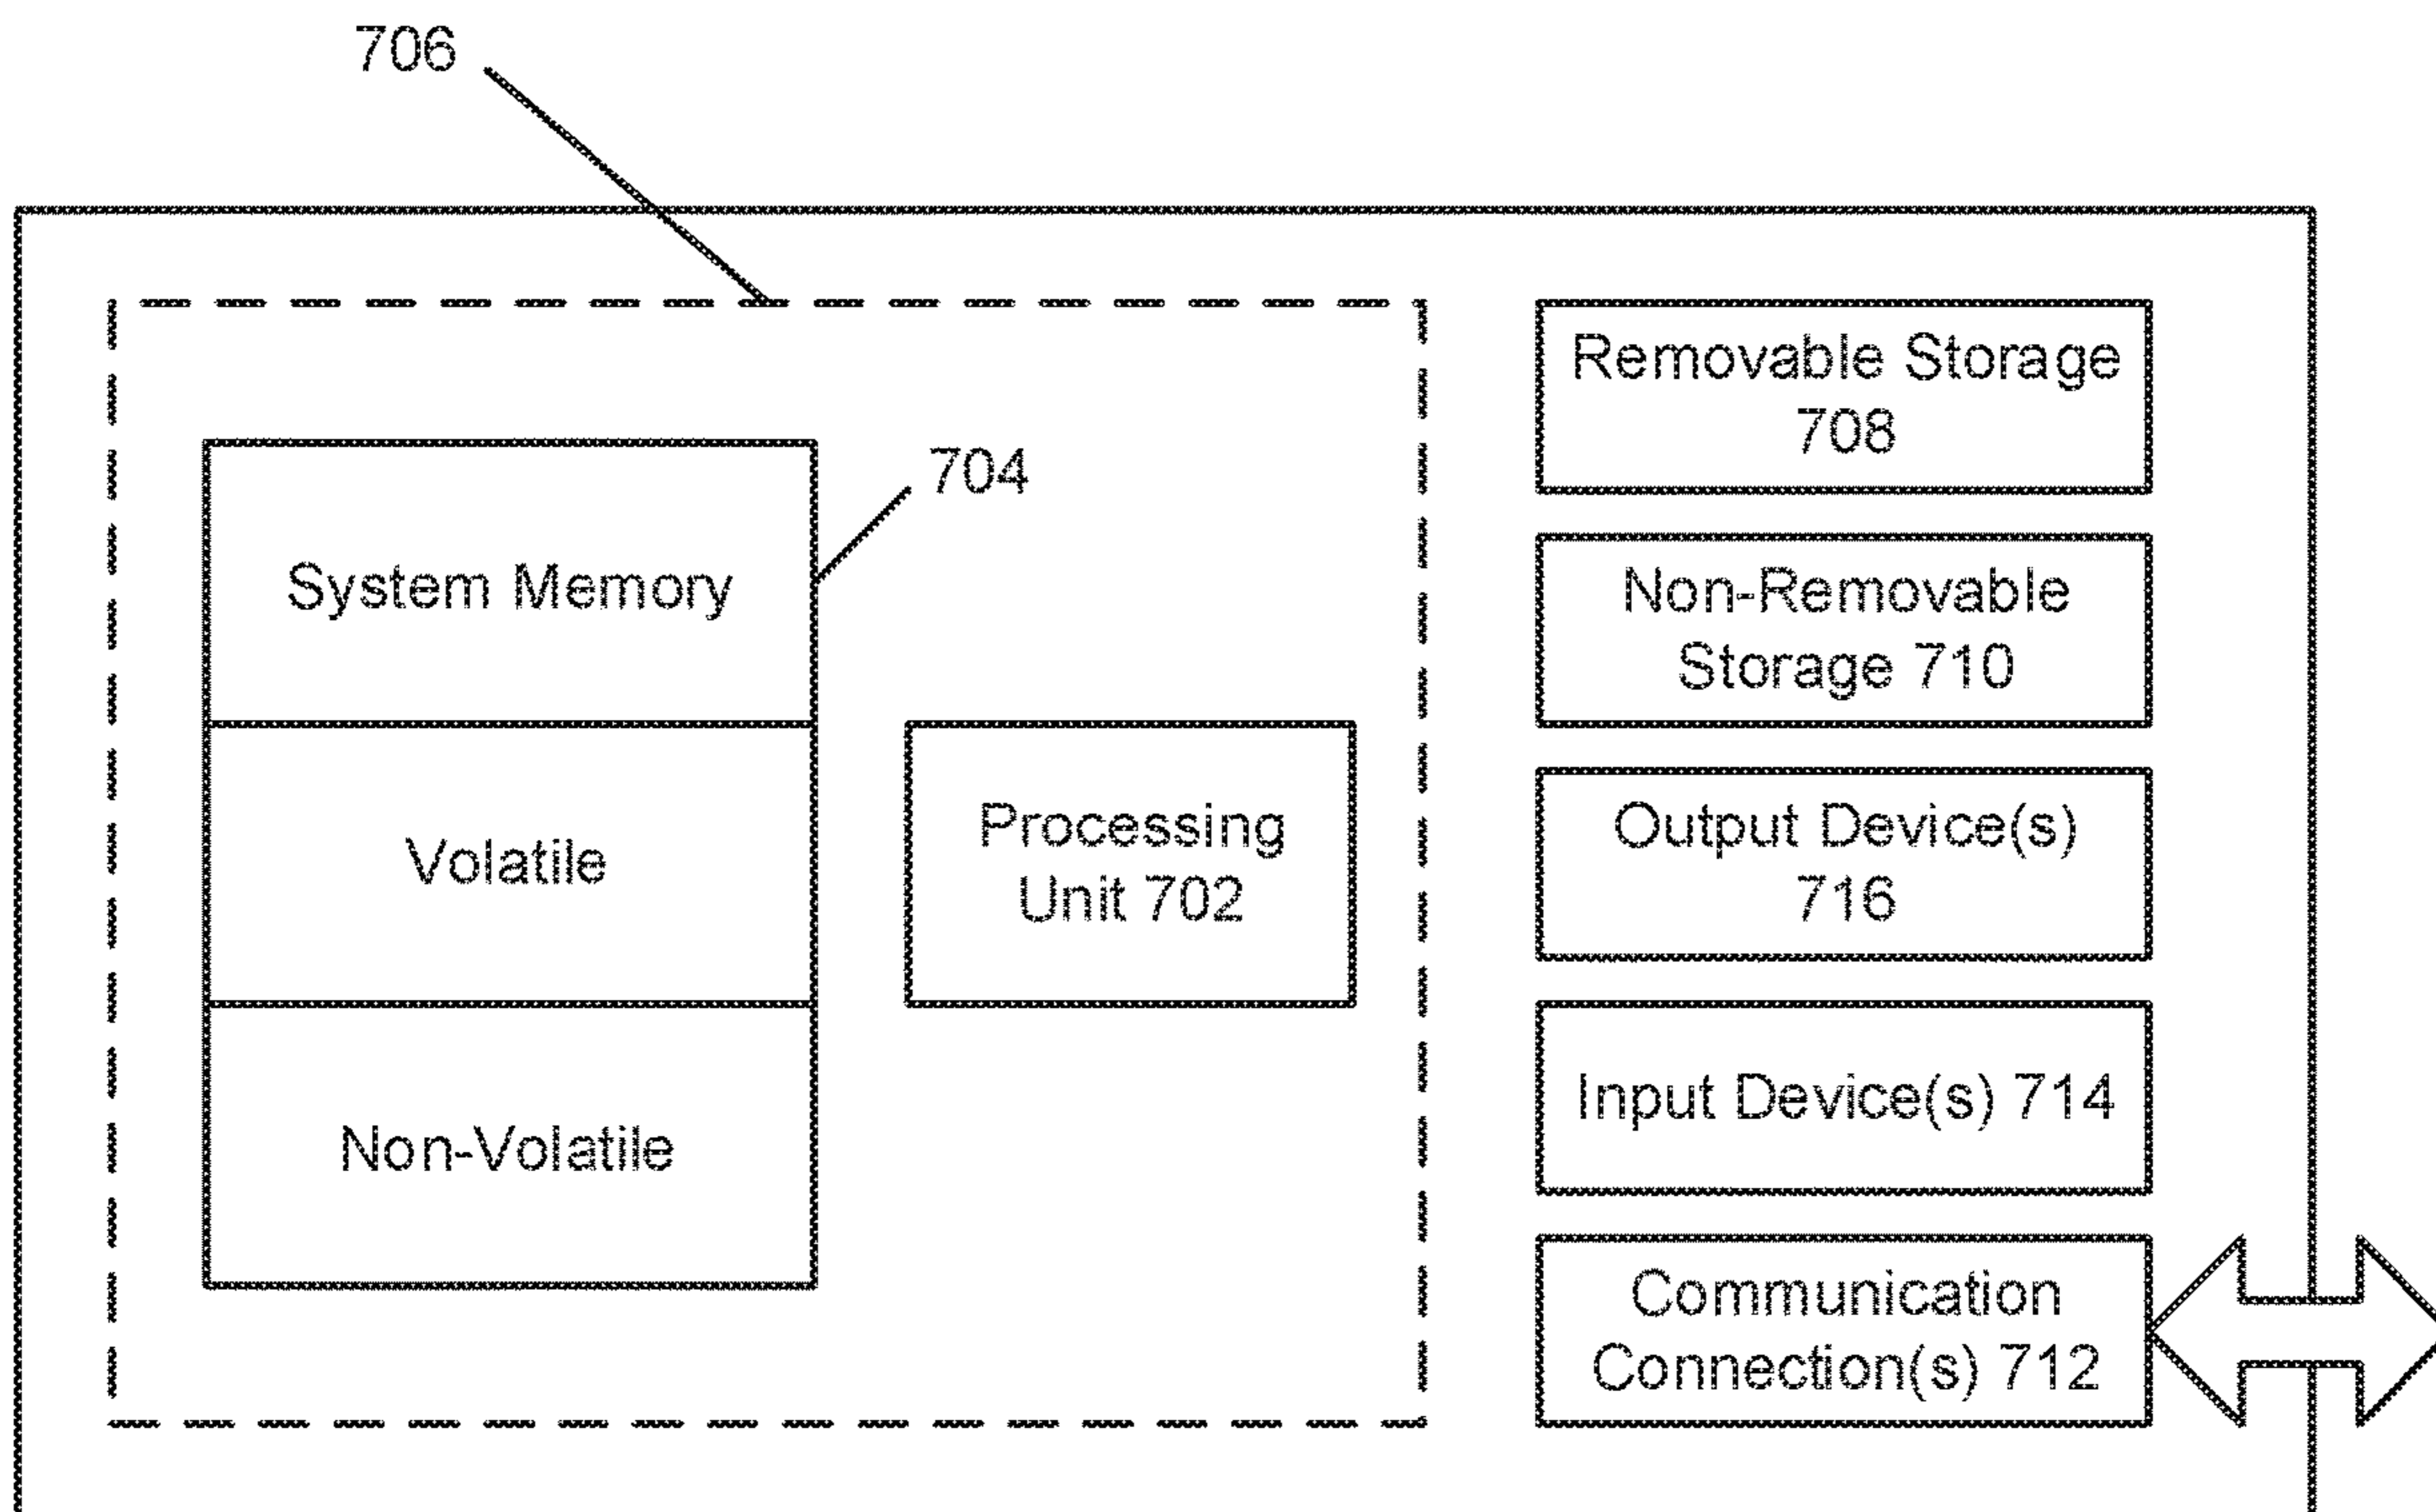 706
704
System Memory
Volatile
Non-Volatile
Processing
Unit 702
Removable Storage
708
Non-Removable
Storage 710
Output Device(s)
716
Input Device(s) 714
Communication
Connection(s) 712